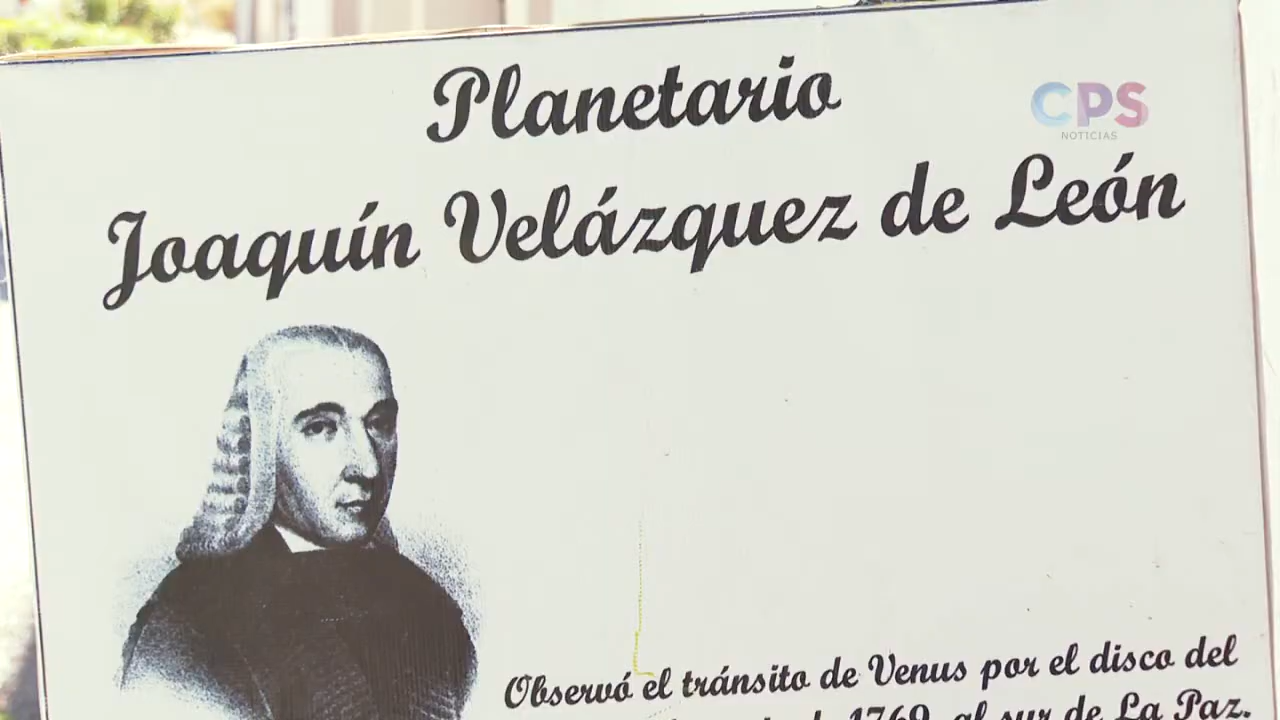 Planetario
CPS
NOTICIAS
Joaquín Velázquez de León
Observó el tránsito de Venus por el disco del
1769, al sur de La Paz.